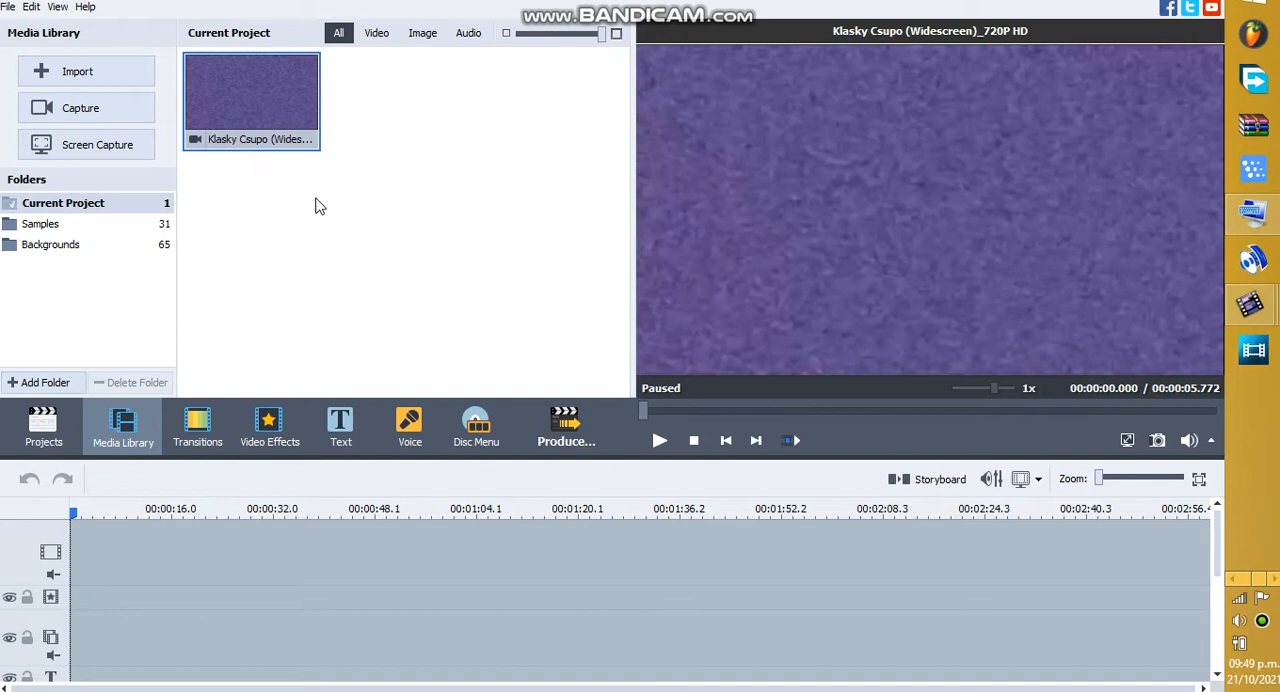 File Edit View Help
www.BANDICAM.com
Media Library
Current Project
All Video Image Audio
Klasky Csupo (Widescreen)_720P HD
Import
Capture
Screen Capture
Klasky Csupo (Wides...
Folders
Current Project 1
Samples 31
Backgrounds 65
Add Folder
Delete Folder
Paused
1x
00:00:00.000 / 00:00:05.772
Projects
Media Library
Transitions
Video Effects
Text
Voice
Disc Menu
Produce...
Storyboard
Zoom:
00:00:16.0 00:00:32.0 00:00:48.1 00:01:04.1 00:01:20.1 00:01:36.2 00:01:52.2 00:02:08.3 00:02:24.3 00:02:40.3 00:02:56.4
T
09:49 p.m.
21/10/2021